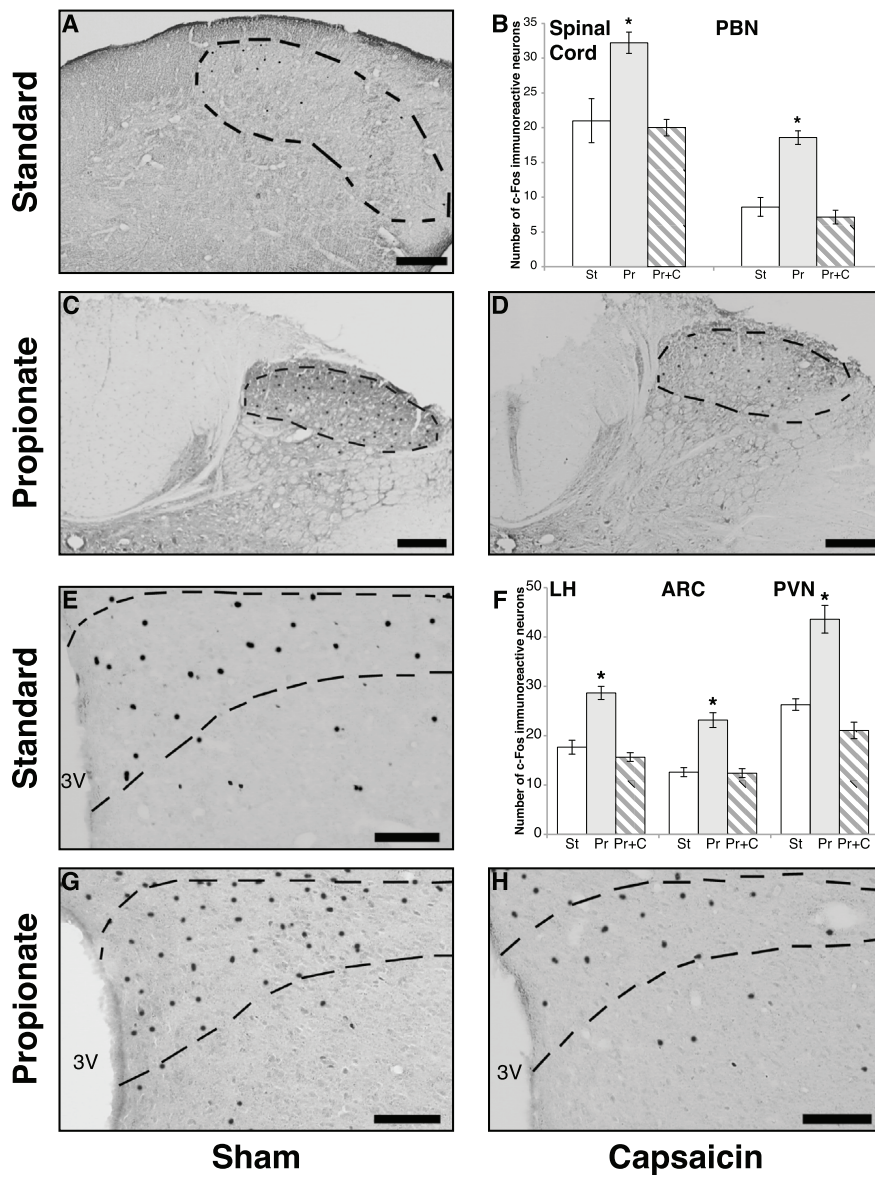 Standard
A
B
Spinal
Cord
PBN
Number of c-Fos immunoreactive neurons
35
30
25
20
15
10
5
0
*
*
St Pr Pr+C St Pr Pr+C
Propionate
C
D
Standard
E
3V
F
LH ARC PVN
Number of c-Fos immunoreactive neurons
50
40
30
20
10
0
*
*
*
St Pr Pr+C St Pr Pr+C St Pr Pr+C
Propionate
G
3V
H
3V
Sham Capsaicin